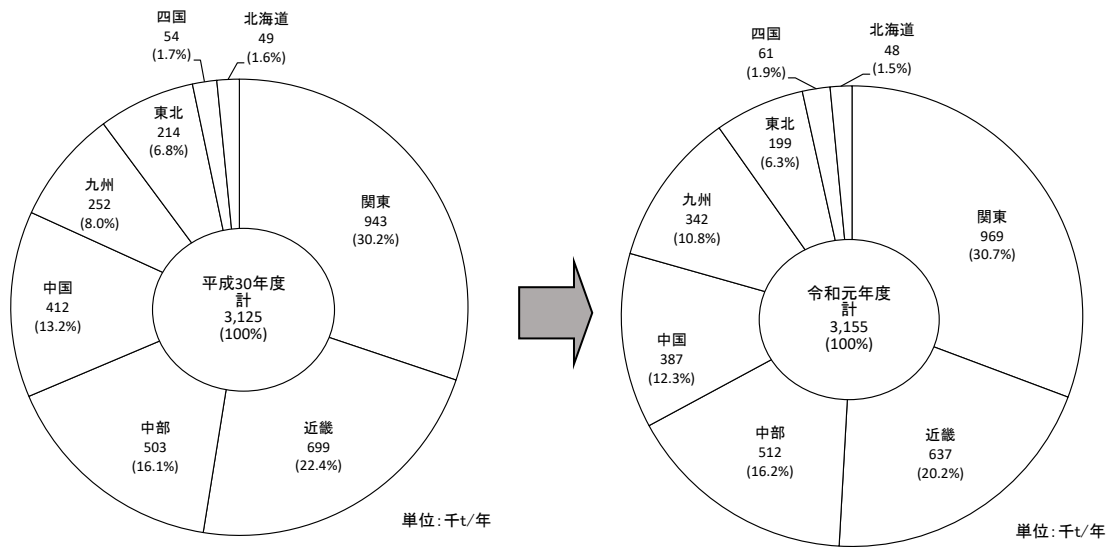 四国
54
(1.7%)
北海道
49
(1.6%)
東北
214
(6.8%)
九州
252
(8.0%)
関東
943
(30.2%)
中国
412
(13.2%)
平成30年度
計
3,125
(100%)
中部
503
(16.1%)
近畿
699
(22.4%)
単位:千t/年
四国
61
(1.9%)
北海道
48
(1.5%)
東北
199
(6.3%)
九州
342
(10.8%)
関東
969
(30.7%)
中国
387
(12.3%)
令和元年度
計
3,155
(100%)
中部
512
(16.2%)
近畿
637
(20.2%)
単位:千t/年